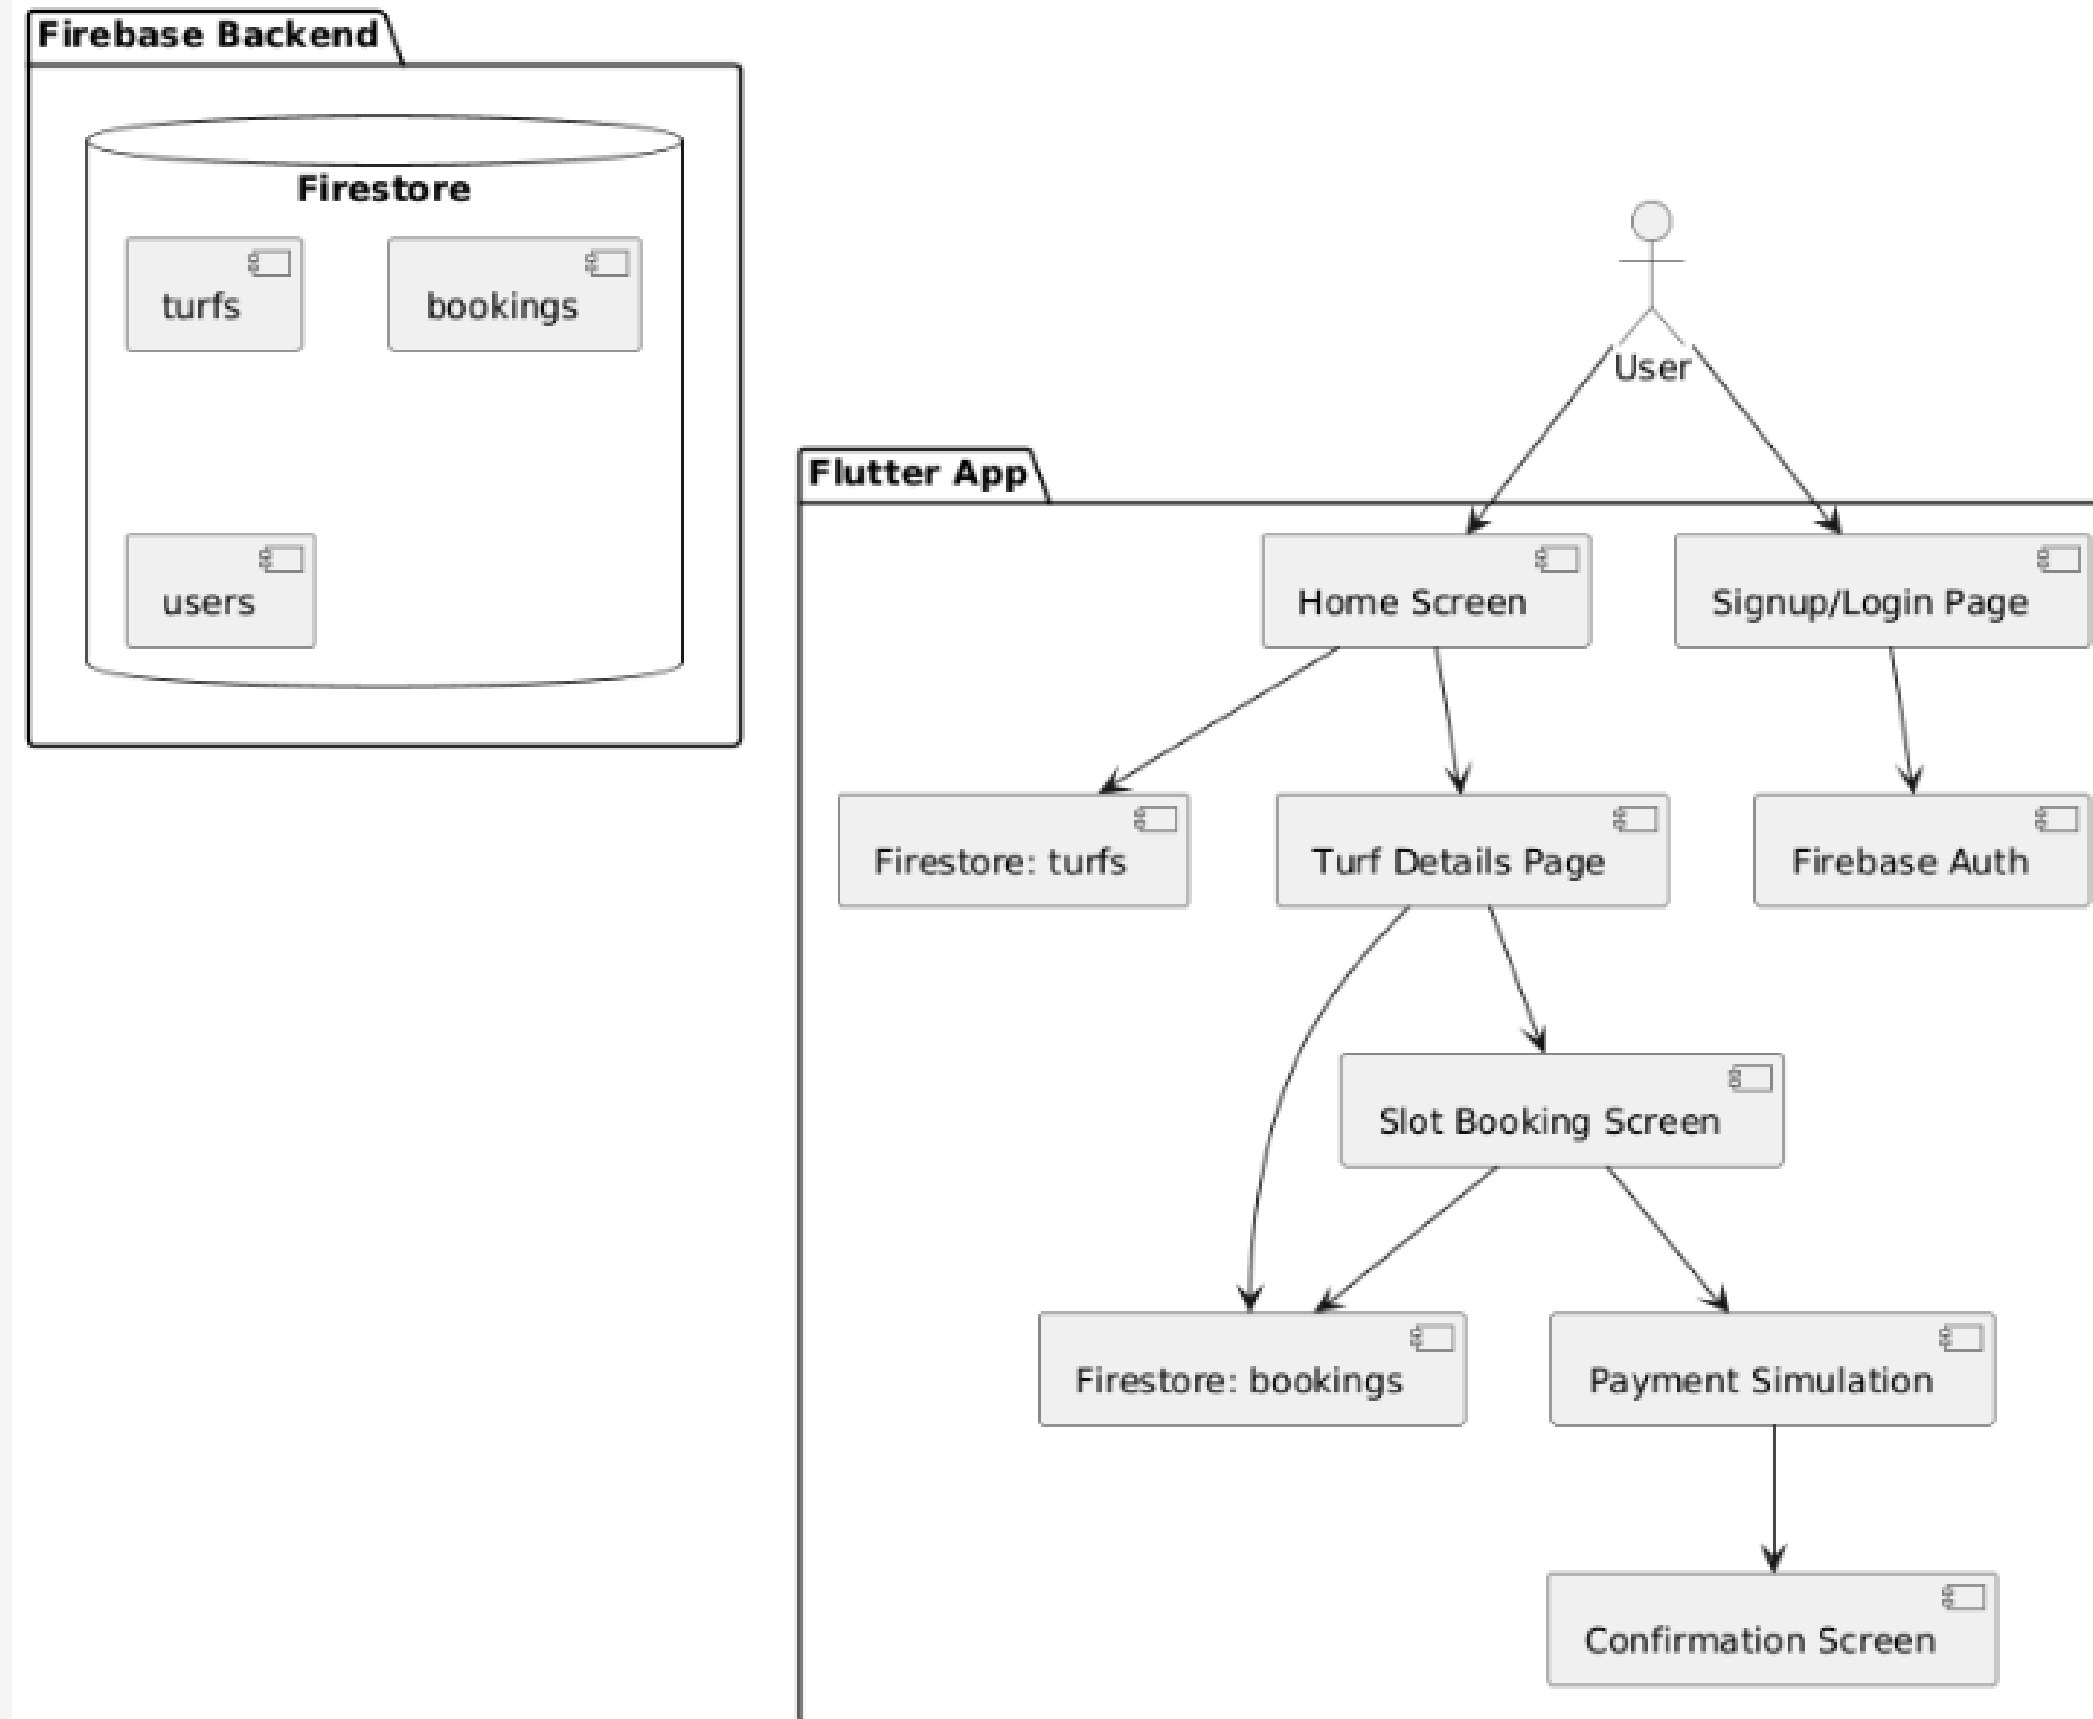 Firebase Backend
Firestore
turfs
bookings
users
User
Flutter App
Home Screen
Signup/Login Page
Firestore: turfs
Turf Details Page
Firebase Auth
Slot Booking Screen
Firestore: bookings
Payment Simulation
Confirmation Screen